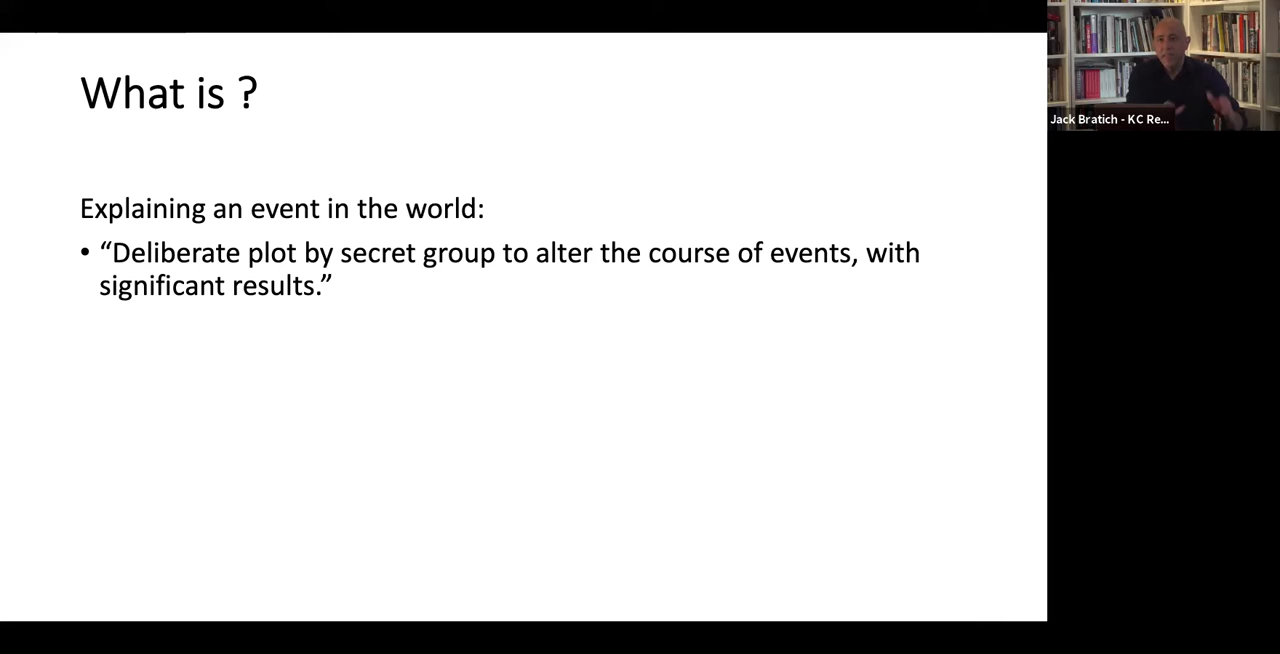 What is ?
Explaining an event in the world:
• “Deliberate plot by secret group to alter the course of events, with
significant results.”
Jack Bratich - KC Re...